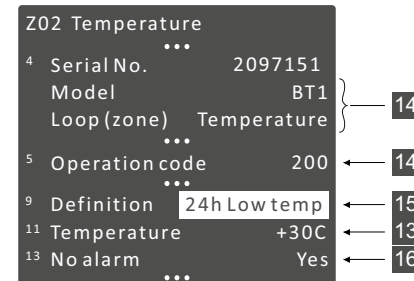 Z02 Temperature
•••
4 Serial No. 2097151
Model BT1
Loop (zone) Temperature
•••
5 Operation code 200
•••
9 Definition 24h Low temp
11 Temperature +30C
13 No alarm Yes
•••
14
14
15
13
16